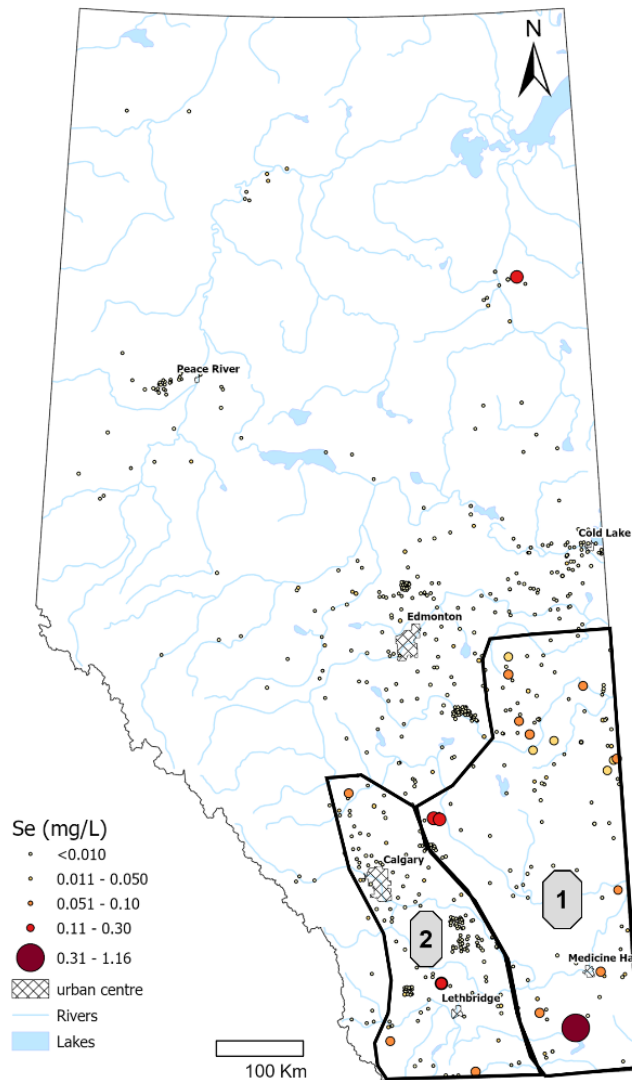 N
Peace River
Cold Lake
Edmonton
Se (mg/L)
<0.010
0.011 - 0.050
0.051 - 0.10
0.11 - 0.30
0.31 - 1.16
urban centre
Rivers
Lakes
Calgary
1
2
Medicine Ha
Lethbridge
100 Km